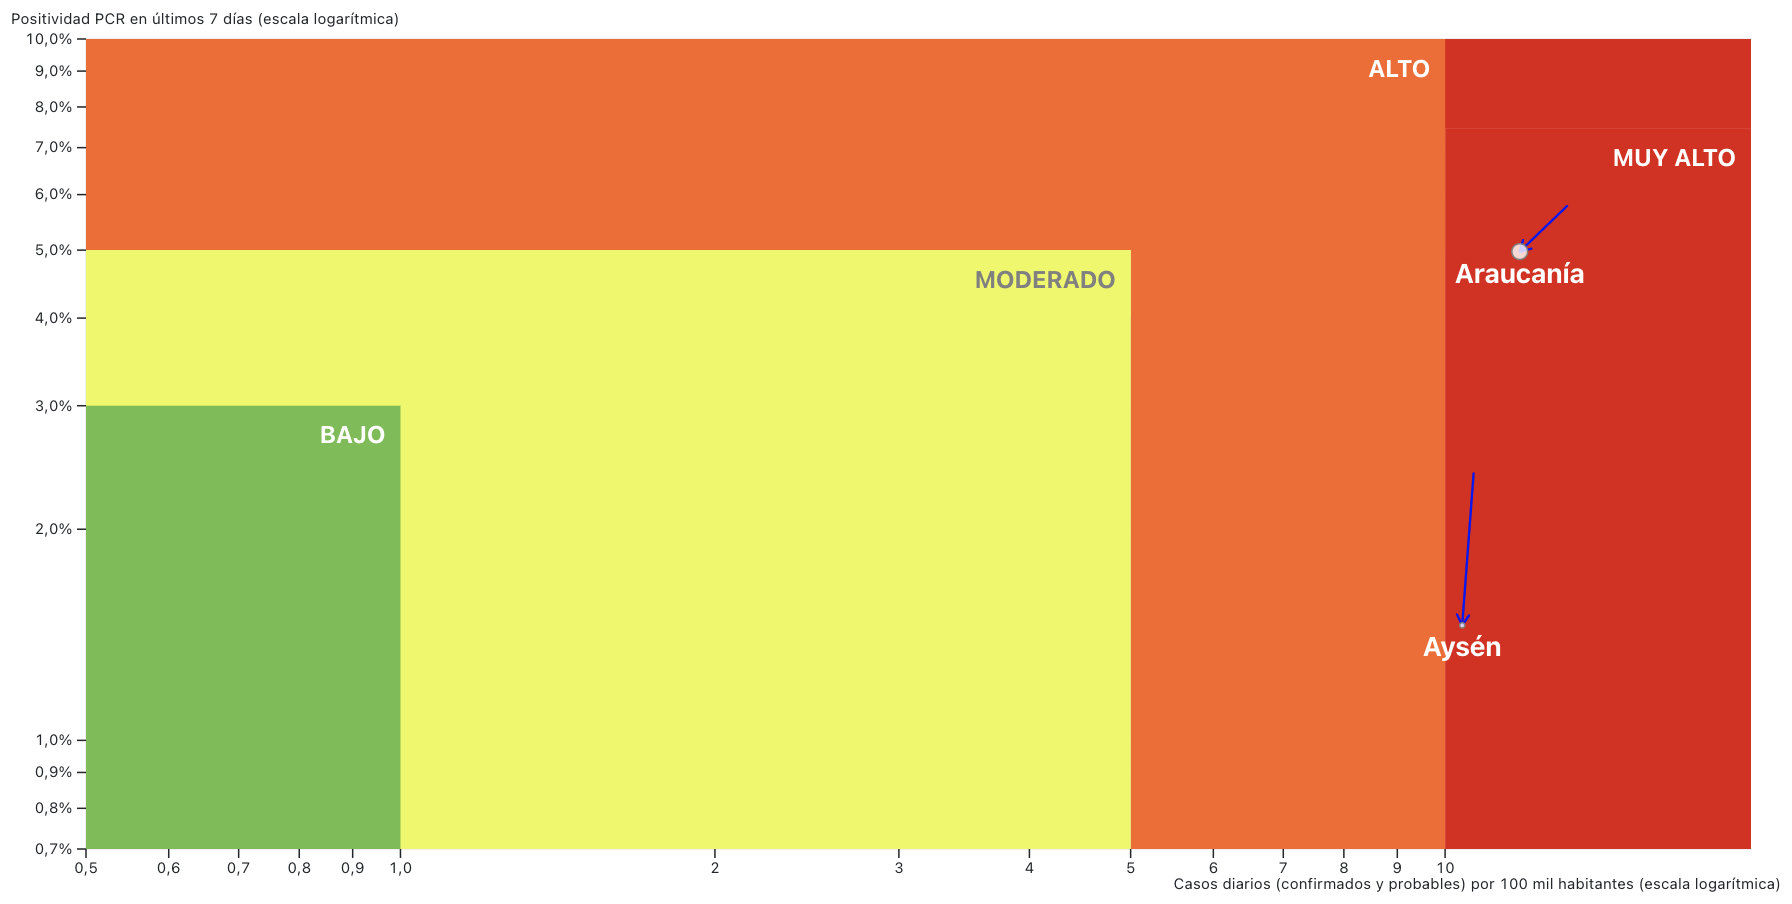 Positividad PCR en últimos 7 días (escala logarítmica)
10,0%
9,0%
8,0%
7,0%
6,0%
5,0%
4,0%
3,0%
2,0%
1,0%
0,9%
0,8%
0,7%
ALTO
MUY ALTO
Araucanía
MODERADO
BAJO
Aysén
0,5 0,6 0,7 0,8 0,9 1,0 2 3 4 5 6 7 8 9 10
Casos diarios (confirmados y probables) por 100 mil habitantes (escala logarítmica)